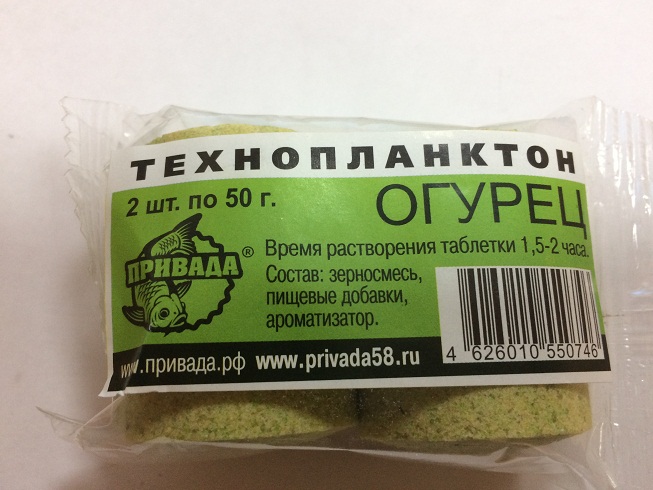 ТЕХНОПЛАНКТОН
2 шт. по 50 г.
ОГУРЕЦ
ПРИВАДА ®
Время растворения таблетки 1,5-2 часа.
Состав: зерносмесь,
пищевые добавки,
ароматизатор.
4 626010 550746
www.привада.рф www.privada58.ru